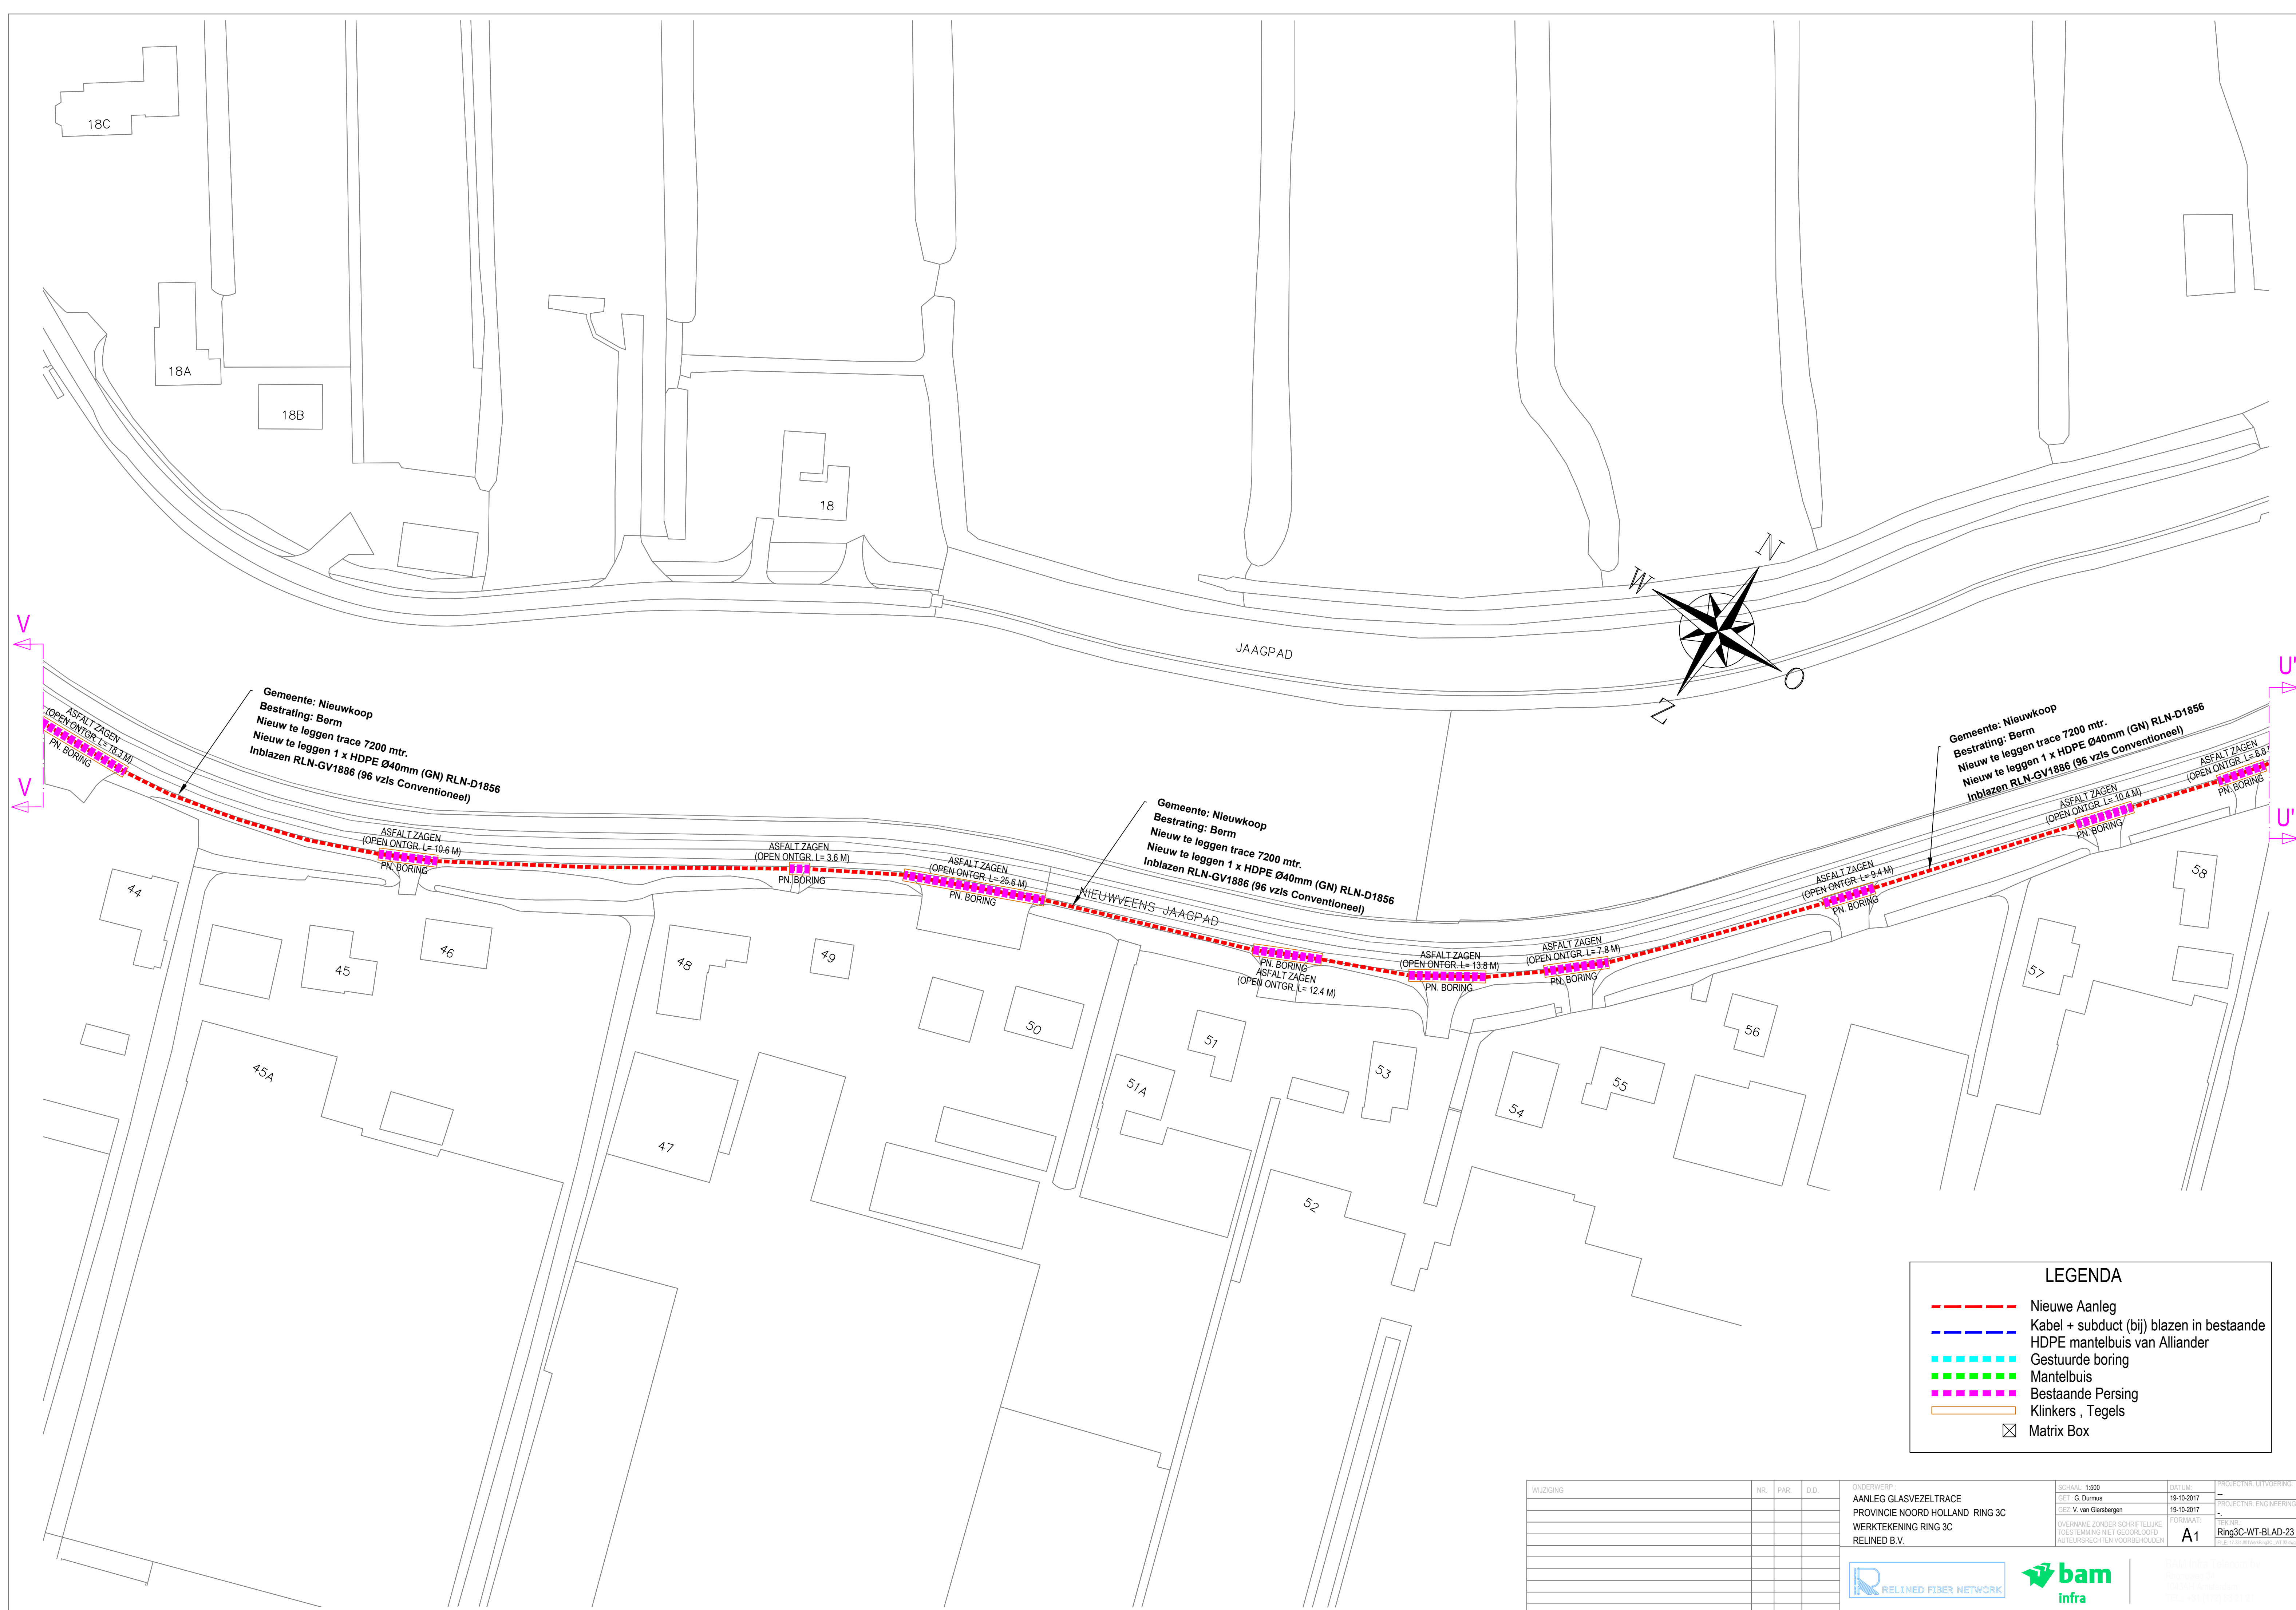 18C
18A
18B
18
N
W
O
Z
JAAGPAD
V
V
U'
U'
Gemeente: Nieuwkoop
Bestrating: Berm
Nieuw te leggen trace 7200 mtr.
Nieuw te leggen 1 x HDPE Ø40mm (GN) RLN-D1856
Inblazen RLN-GV1886 (96 vzls Conventioneel)
Gemeente: Nieuwkoop
Bestrating: Berm
Nieuw te leggen trace 7200 mtr.
Nieuw te leggen 1 x HDPE Ø40mm (GN) RLN-D1856
Inblazen RLN-GV1886 (96 vzls Conventioneel)
Gemeente: Nieuwkoop
Bestrating: Berm
Nieuw te leggen trace 7200 mtr.
Nieuw te leggen 1 x HDPE Ø40mm (GN) RLN-D1856
Inblazen RLN-GV1886 (96 vzls Conventioneel)
ASFALT ZAGEN
(OPEN ONTGR. L= 18.3 M)
PN. BORING
ASFALT ZAGEN
(OPEN ONTGR. L= 10.6 M)
PN. BORING
ASFALT ZAGEN
(OPEN ONTGR. L= 3.6 M)
PN. BORING
ASFALT ZAGEN
(OPEN ONTGR. L= 25.6 M)
PN. BORING
NIEUWVEENS JAAGPAD
PN. BORING
ASFALT ZAGEN
(OPEN ONTGR. L= 12.4 M)
ASFALT ZAGEN
(OPEN ONTGR. L= 13.8 M)
PN. BORING
ASFALT ZAGEN
(OPEN ONTGR. L= 7.8 M)
PN. BORING
ASFALT ZAGEN
(OPEN ONTGR. L= 9.4 M)
PN. BORING
ASFALT ZAGEN
(OPEN ONTGR. L= 10.4 M)
PN. BORING
ASFALT ZAGEN
(OPEN ONTGR. L= 8.8
PN. BORING
44
45
46
48
49
45A
47
50
51
51A
52
53
54
55
56
57
58
LEGENDA
Nieuwe Aanleg
Kabel + subduct (bij) blazen in bestaande
HDPE mantelbuis van Alliander
Gestuurde boring
Mantelbuis
Bestaande Persing
Klinkers , Tegels
Matrix Box
WIJZIGING NR. PAR. D.D.
ONDERWERP :
AANLEG GLASVEZELTRACE
PROVINCIE NOORD HOLLAND RING 3C
WERKTEKENING RING 3C
RELINED B.V.
SCHAAL: 1:500 DATUM:
GET. G. Durmus 19-10-2017
GEZ. V. van Giersbergen 19-10-2017
OVERNAME ZONDER SCHRIFTELIJKE
TOESTEMMING NIET GEOORLOOFD
AUTEURSRECHTEN VOORBEHOUDEN
FORMAAT:
A1
PROJECTNR. UITVOERING:
--
PROJECTNR. ENGINEERING
-.
TEK.NR.:
Ring3C-WT-BLAD-23
RELINED FIBER NETWORK
bam
infra